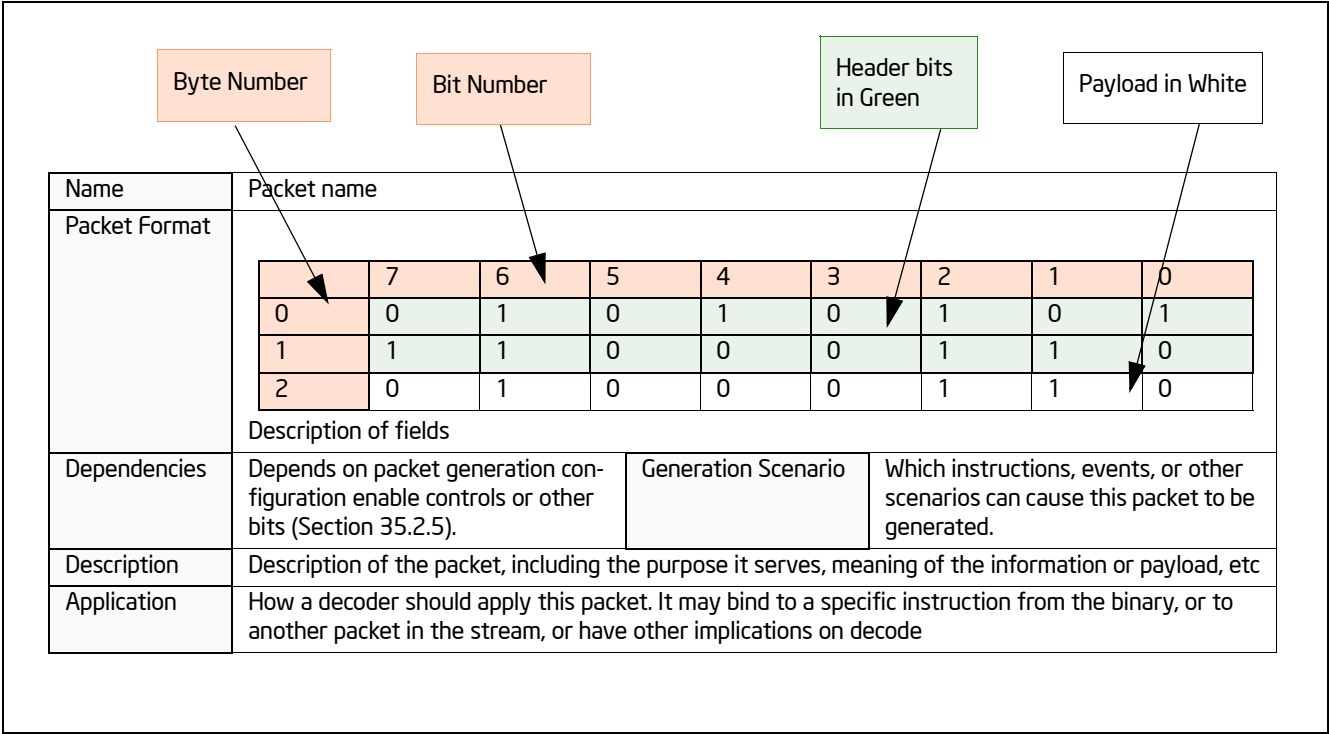 Byte Number
Bit Number
Header bits
in Green
Payload in White
Name Packet name
Packet Format
7 6 5 4 3 2 1 0
0 0 1 0 1 0 1 0 1
1 1 1 0 0 0 1 1 0
2 0 1 0 0 0 1 1 0
Description of fields
Dependencies Depends on packet generation con-
figuration enable controls or other
bits (Section 35.2.5).
Generation Scenario Which instructions, events, or other
scenarios can cause this packet to be
generated.
Description Description of the packet, including the purpose it serves, meaning of the information or payload, etc
Application How a decoder should apply this packet. It may bind to a specific instruction from the binary, or to
another packet in the stream, or have other implications on decode